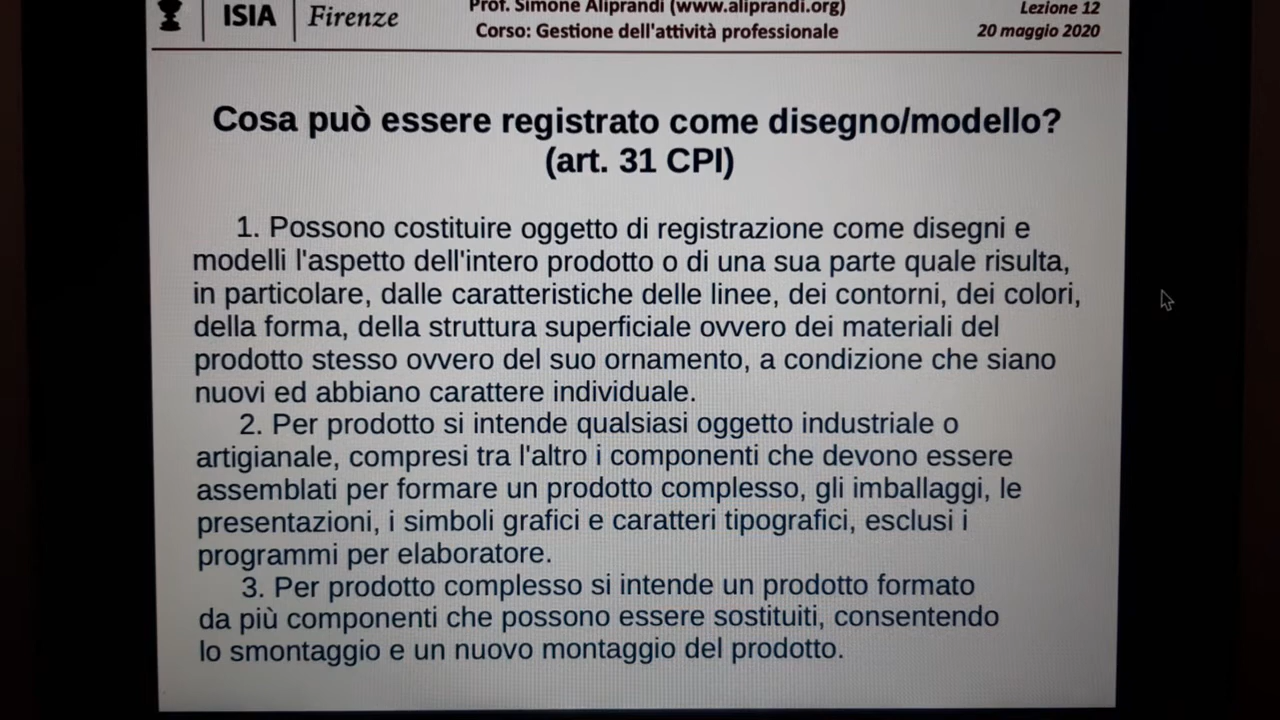 ISIA
Firenze
Prof. Simone Aliprandi (www.aliprandi.org)
Corso: Gestione dell'attività professionale
Lezione 12
20 maggio 2020
Cosa può essere registrato come disegno/modello?
(art. 31 CPI)
1. Possono costituire oggetto di registrazione come disegni e
modelli l'aspetto dell'intero prodotto o di una sua parte quale risulta,
in particolare, dalle caratteristiche delle linee, dei contorni, dei colori,
della forma, della struttura superficiale ovvero dei materiali del
prodotto stesso ovvero del suo ornamento, a condizione che siano
nuovi ed abbiano carattere individuale.
2. Per prodotto si intende qualsiasi oggetto industriale o
artigianale, compresi tra l'altro i componenti che devono essere
assemblati per formare un prodotto complesso, gli imballaggi, le
presentazioni, i simboli grafici e caratteri tipografici, esclusi i
programmi per elaboratore.
3. Per prodotto complesso si intende un prodotto formato
da più componenti che possono essere sostituiti, consentendo
lo smontaggio e un nuovo montaggio del prodotto.